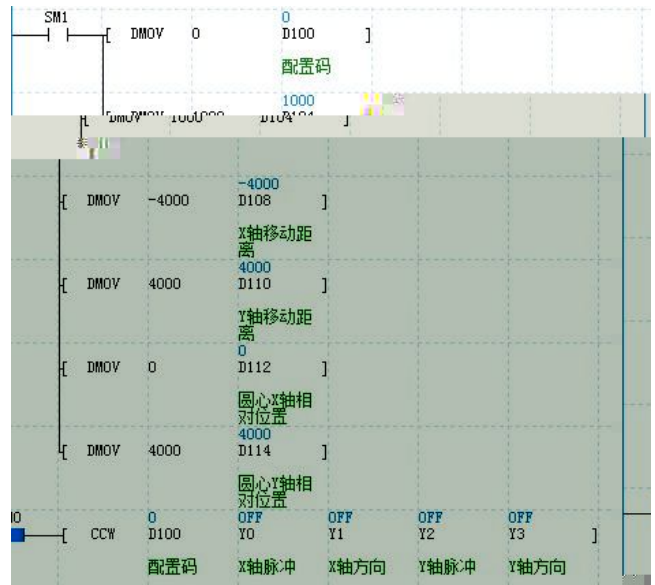 SM1 0
[ DMOV 0 D100 ]
配置码
1000
D104 ]
-4000
[ DMOV -4000 D108 ]
X轴移动距
离
4000
[ DMOV 4000 D110 ]
Y轴移动距
离
0
[ DMOV 0 D112 ]
圆心X轴相
对位置
4000
[ DMOV 4000 D114 ]
圆心Y轴相
对位置
0 OFF OFF OFF OFF
[ CCW D100 Y0 Y1 Y2 Y3 ]
配置码 X轴脉冲 X轴方向 Y轴脉冲 Y轴方向